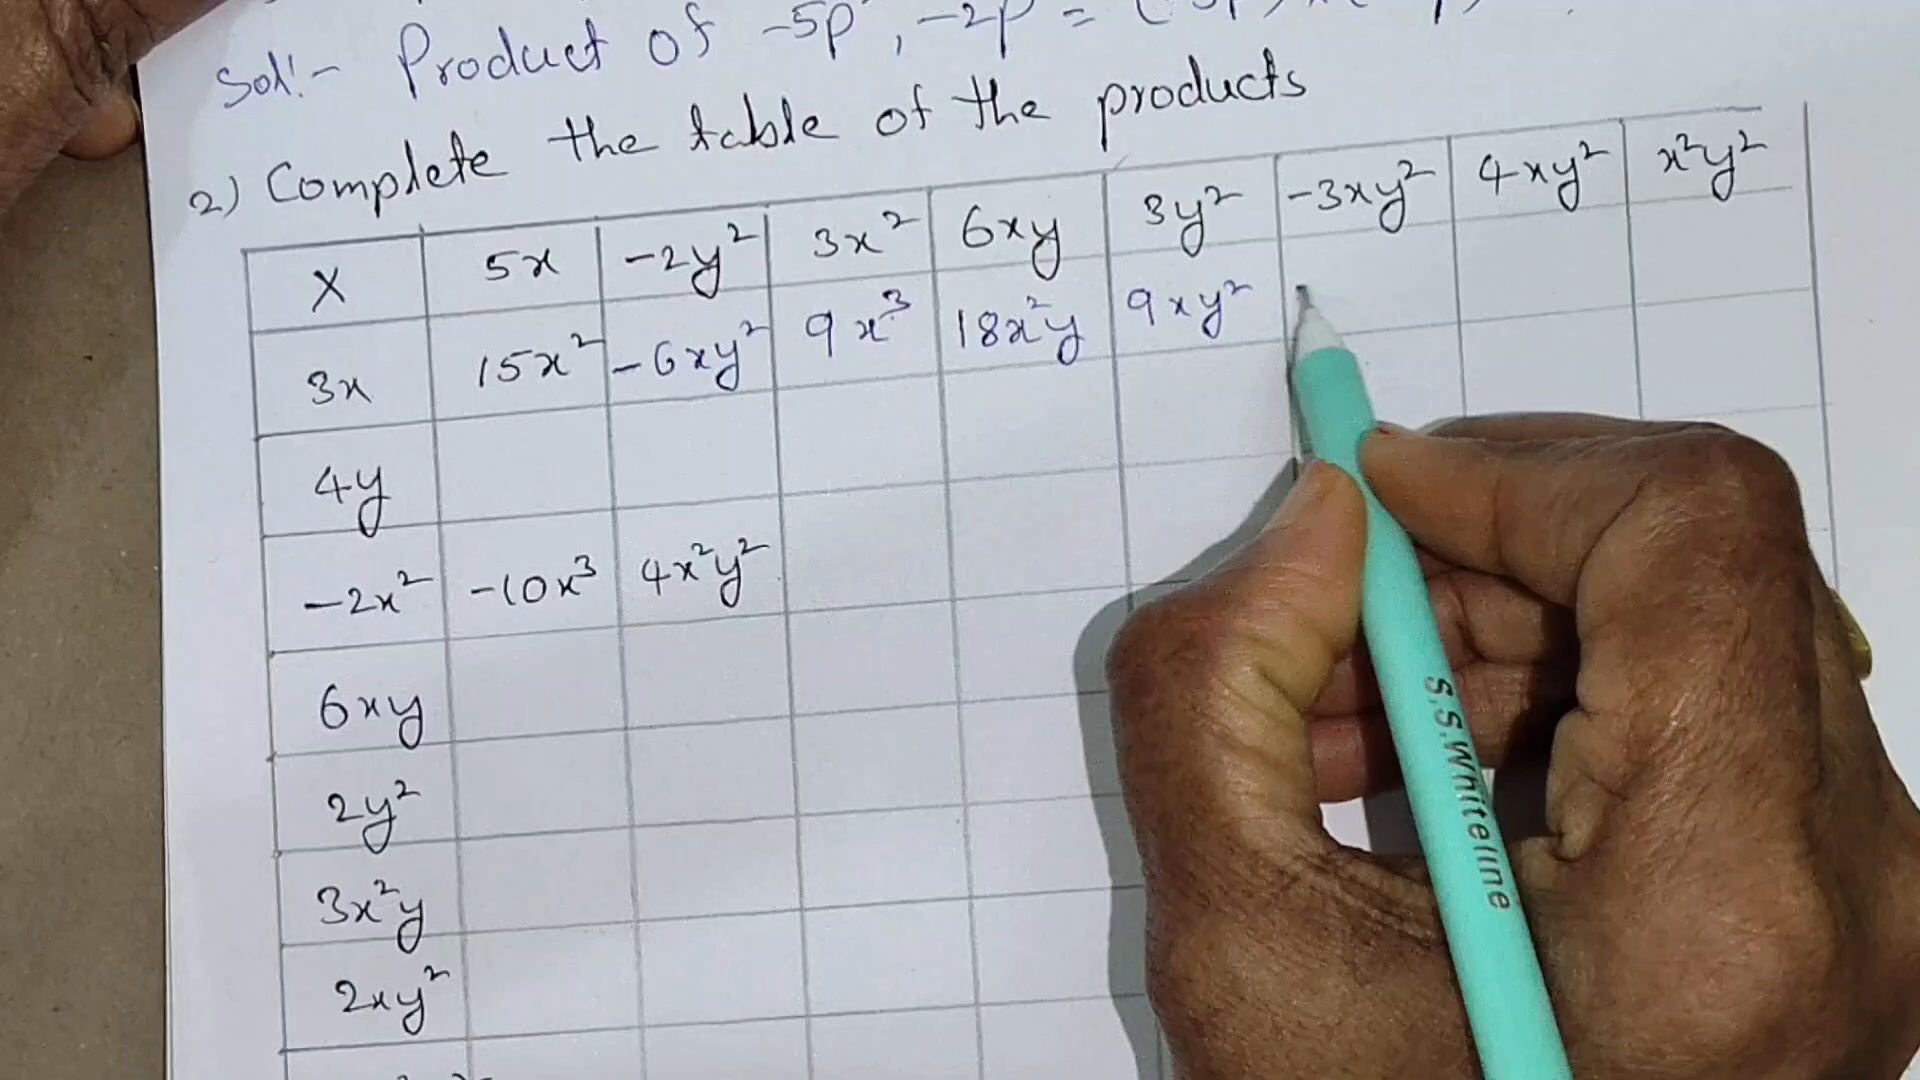 Sol:- Product of -5p , -2p = 
2) Complete the table of the products
X 5x -2y² 3x² 6xy 3y² -3xy² 4xy² x²y²
3x 15x² -6xy² 9x³ 18x²y 9xy²
4y
-2x² -10x³ 4x²y²
6xy
2y²
3x²y
2xy²
S.S.Whiteline